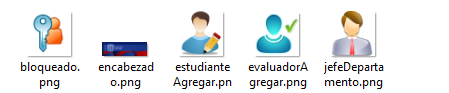 bloqueado.
png
encabezad
o.png
estudiante
Agregar.pn
evaluadorA
gregar.png
jefeDeparta
mento.png